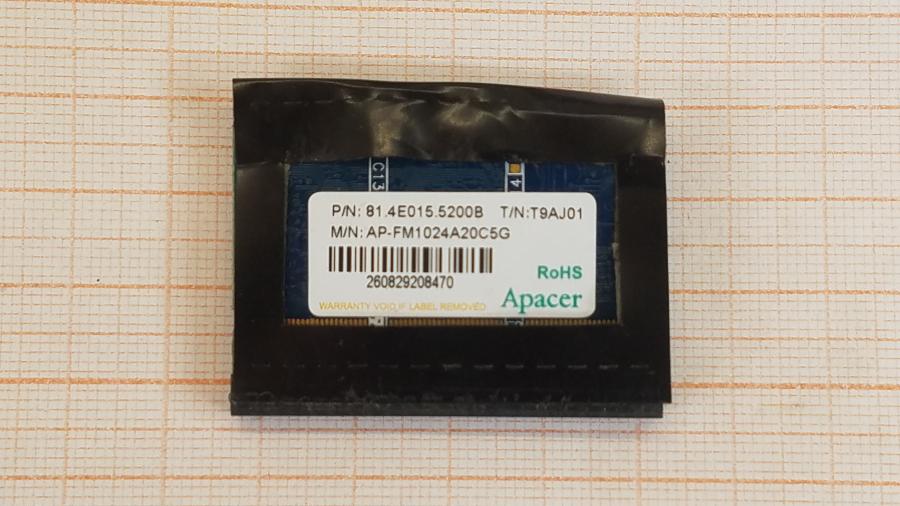 C13
4
P/N: 81.4E015.5200B T/N:T9AJ01
M/N: AP-FM1024A20C5G
260829208470
RoHS
Apacer
WARRANTY VOID IF LABEL REMOVED